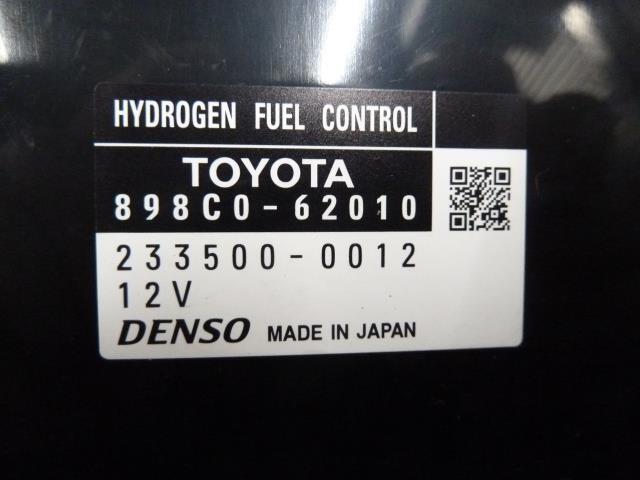 HYDROGEN FUEL CONTROL
TOYOTA
898C0-62010
233500-0012
12V
DENSO MADE IN JAPAN